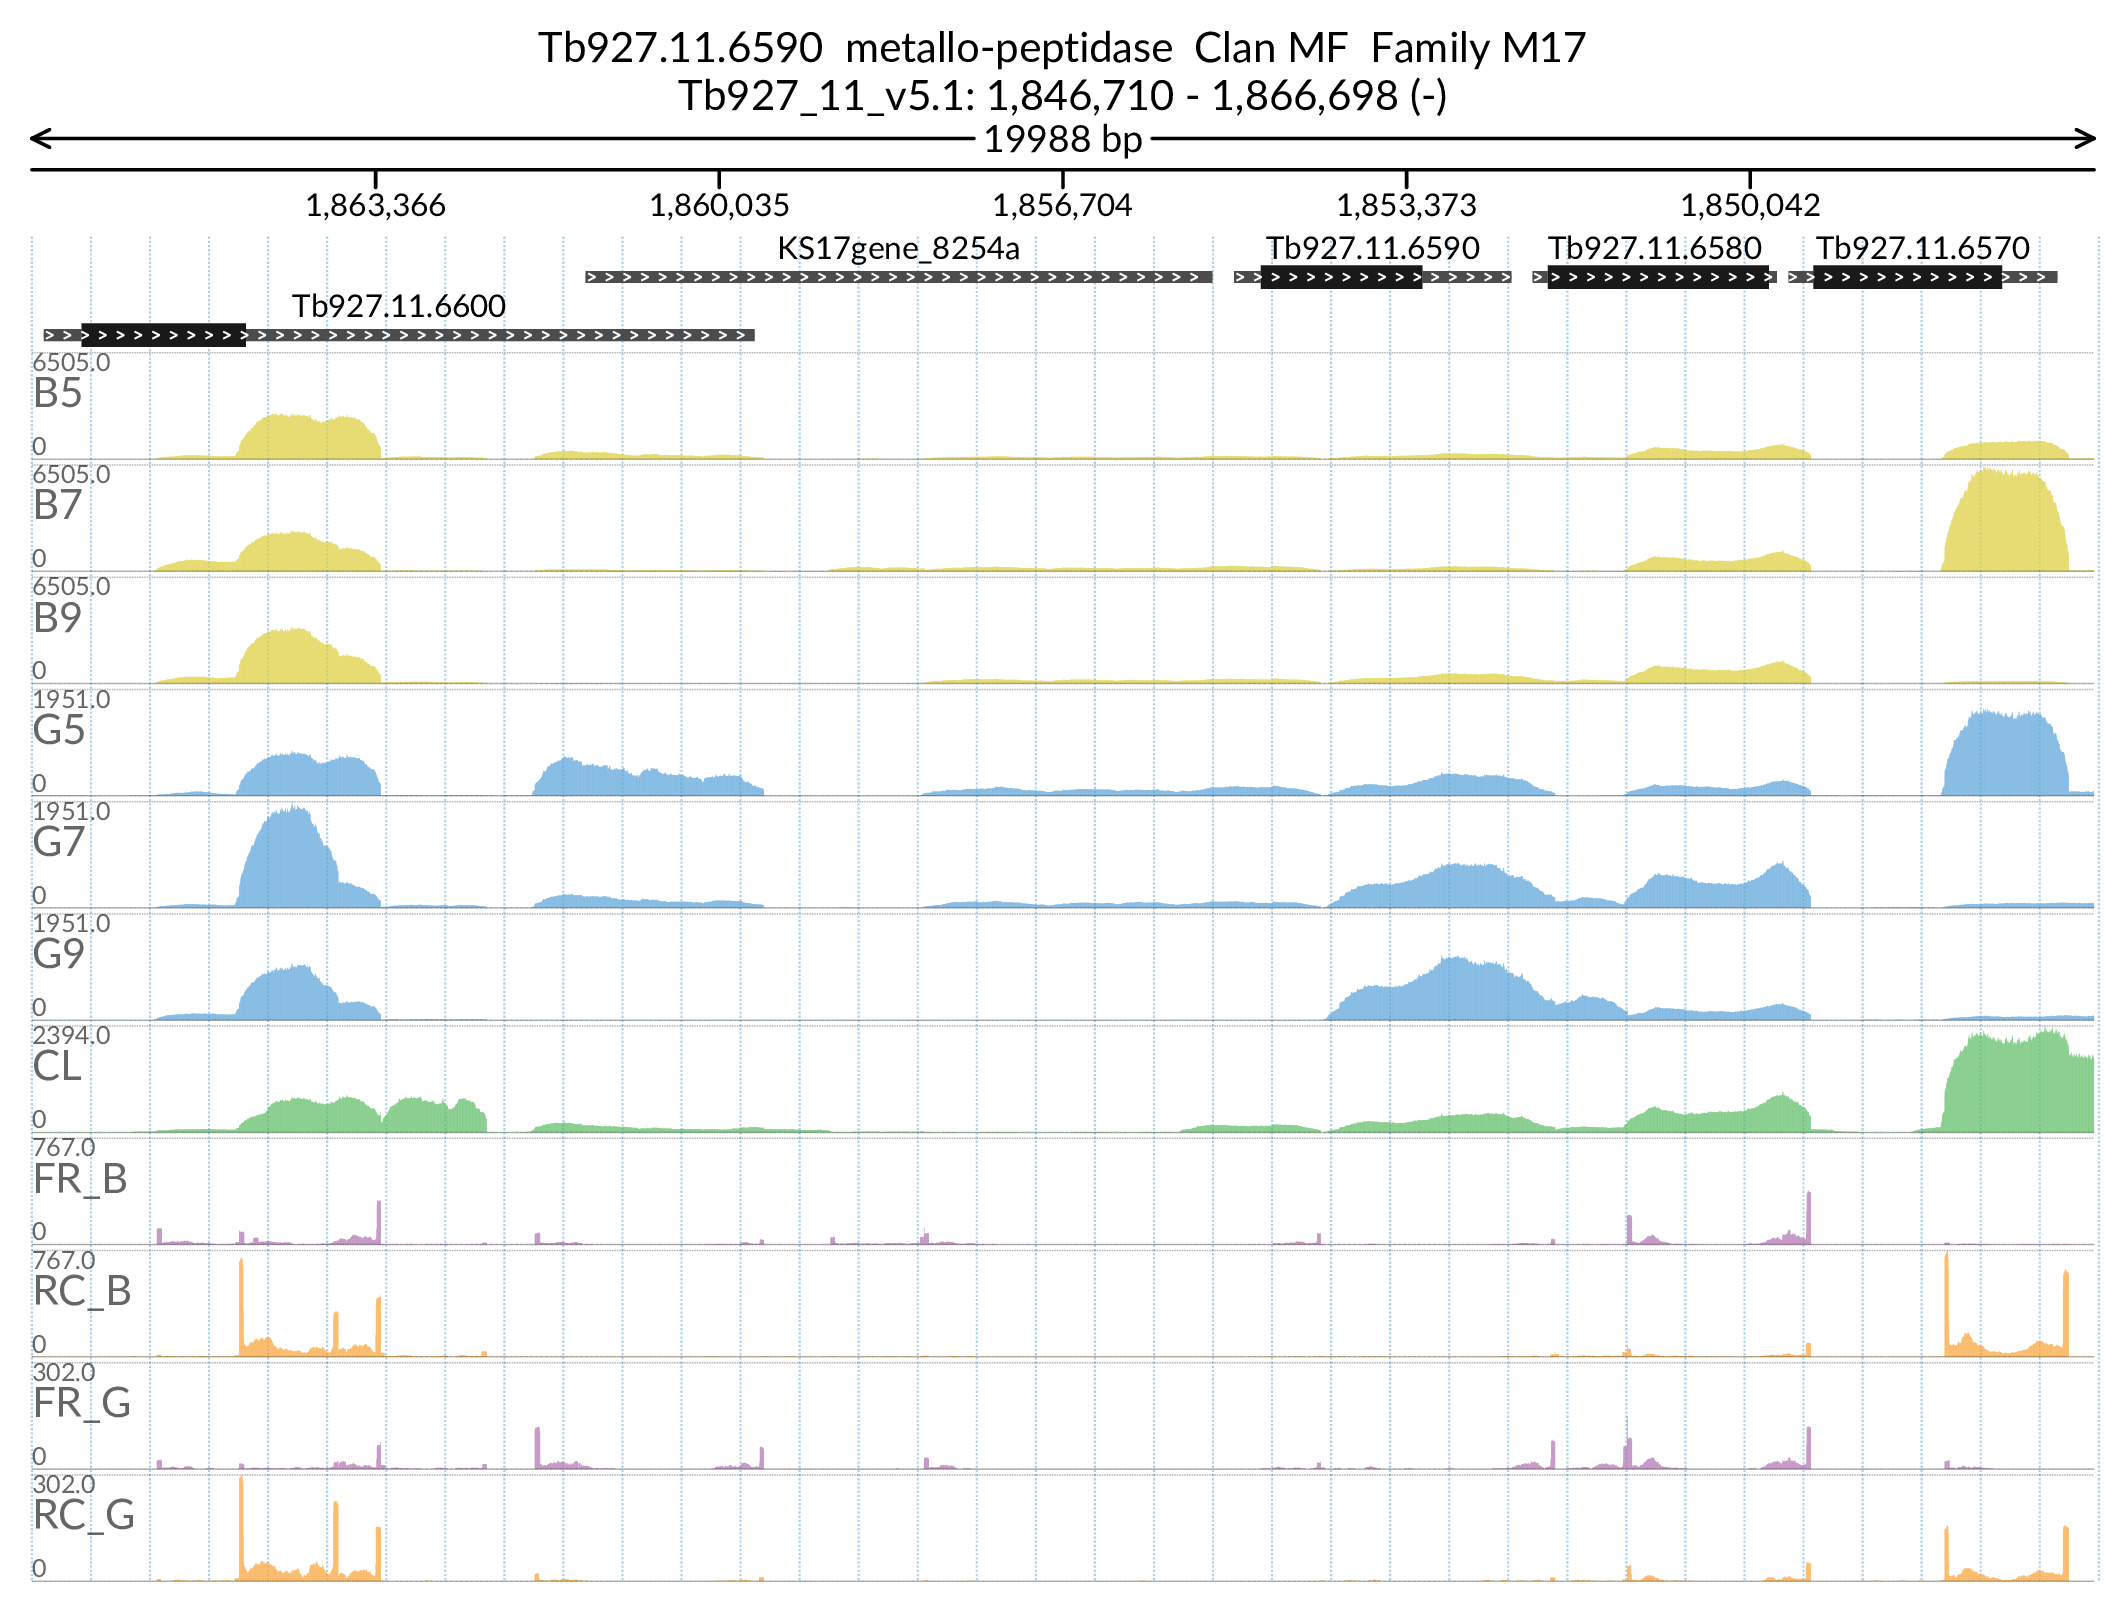 Tb927.11.6590  metallo-peptidase  Clan MF  Family M17
Tb927_11_v5.1: 1,846,710 - 1,866,698 (-)
19988 bp
1,863,366 1,860,035 1,856,704 1,853,373 1,850,042
KS17gene_8254a Tb927.11.6590 Tb927.11.6580 Tb927.11.6570
Tb927.11.6600
6505.0
B5
0
6505.0
B7
0
6505.0
B9
0
1951.0
G5
0
1951.0
G7
0
1951.0
G9
0
2394.0
CL
0
767.0
FR_B
0
767.0
RC_B
0
302.0
FR_G
0
302.0
RC_G
0